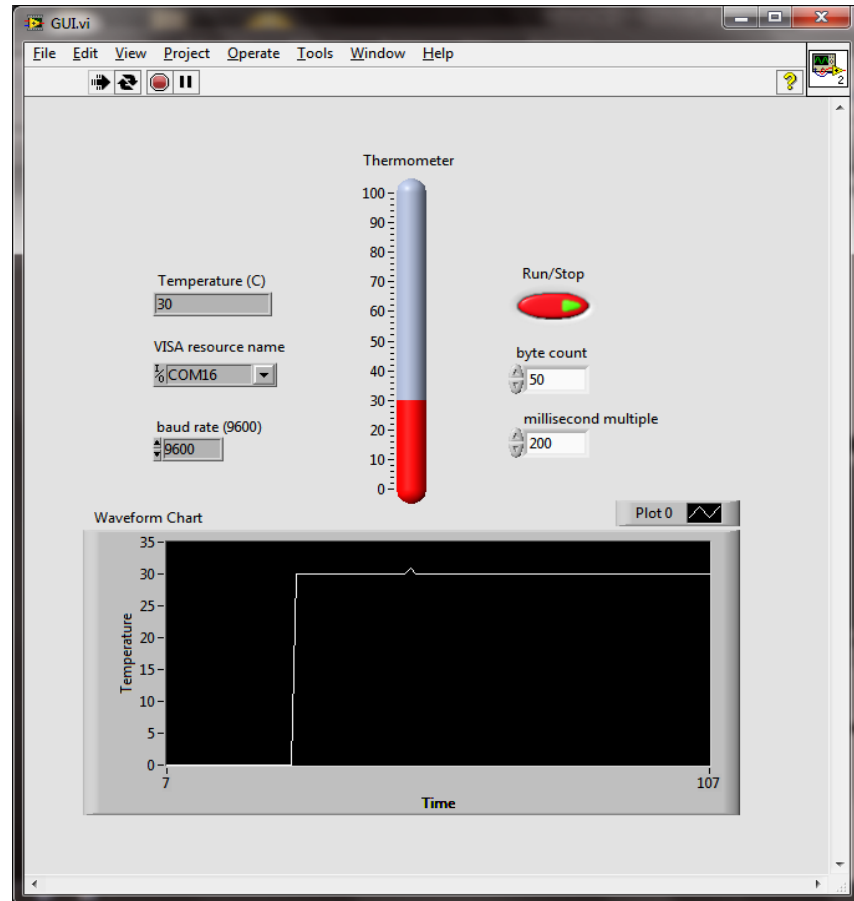 GUI.vi
File Edit View Project Operate Tools Window Help
2
Thermometer
100
90
80
70
60
50
40
30
20
10
0
Temperature (C)
30
VISA resource name
I/O COM16
baud rate (9600)
9600
Run/Stop
byte count
50
millisecond multiple
200
Waveform Chart
Plot 0
35
30
25
20
15
10
5
0
Temperature
7
107
Time